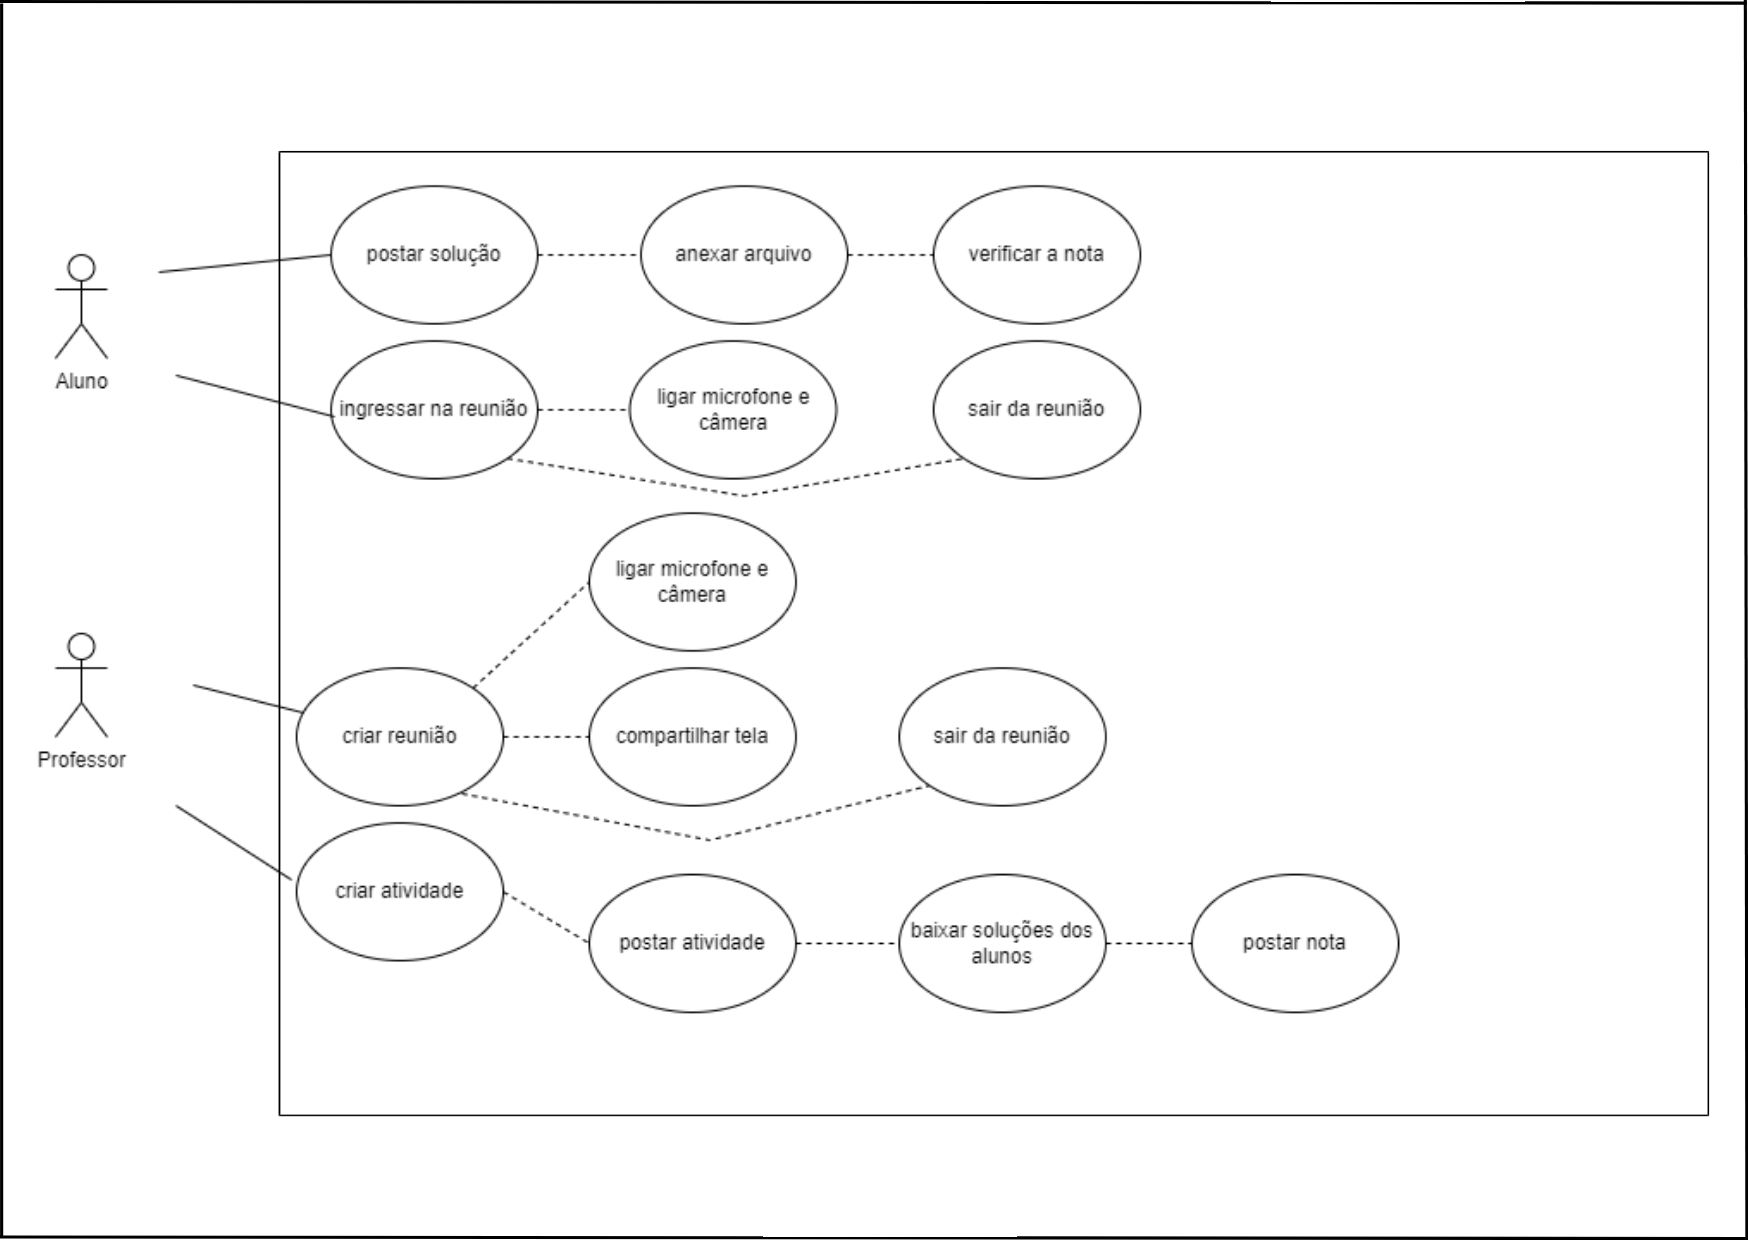 postar solução
anexar arquivo
verificar a nota
Aluno
ingressar na reunião
ligar microfone e
câmera
sair da reunião
ligar microfone e
câmera
Professor
criar reunião
compartilhar tela
sair da reunião
criar atividade
postar atividade
baixar soluções dos
alunos
postar nota